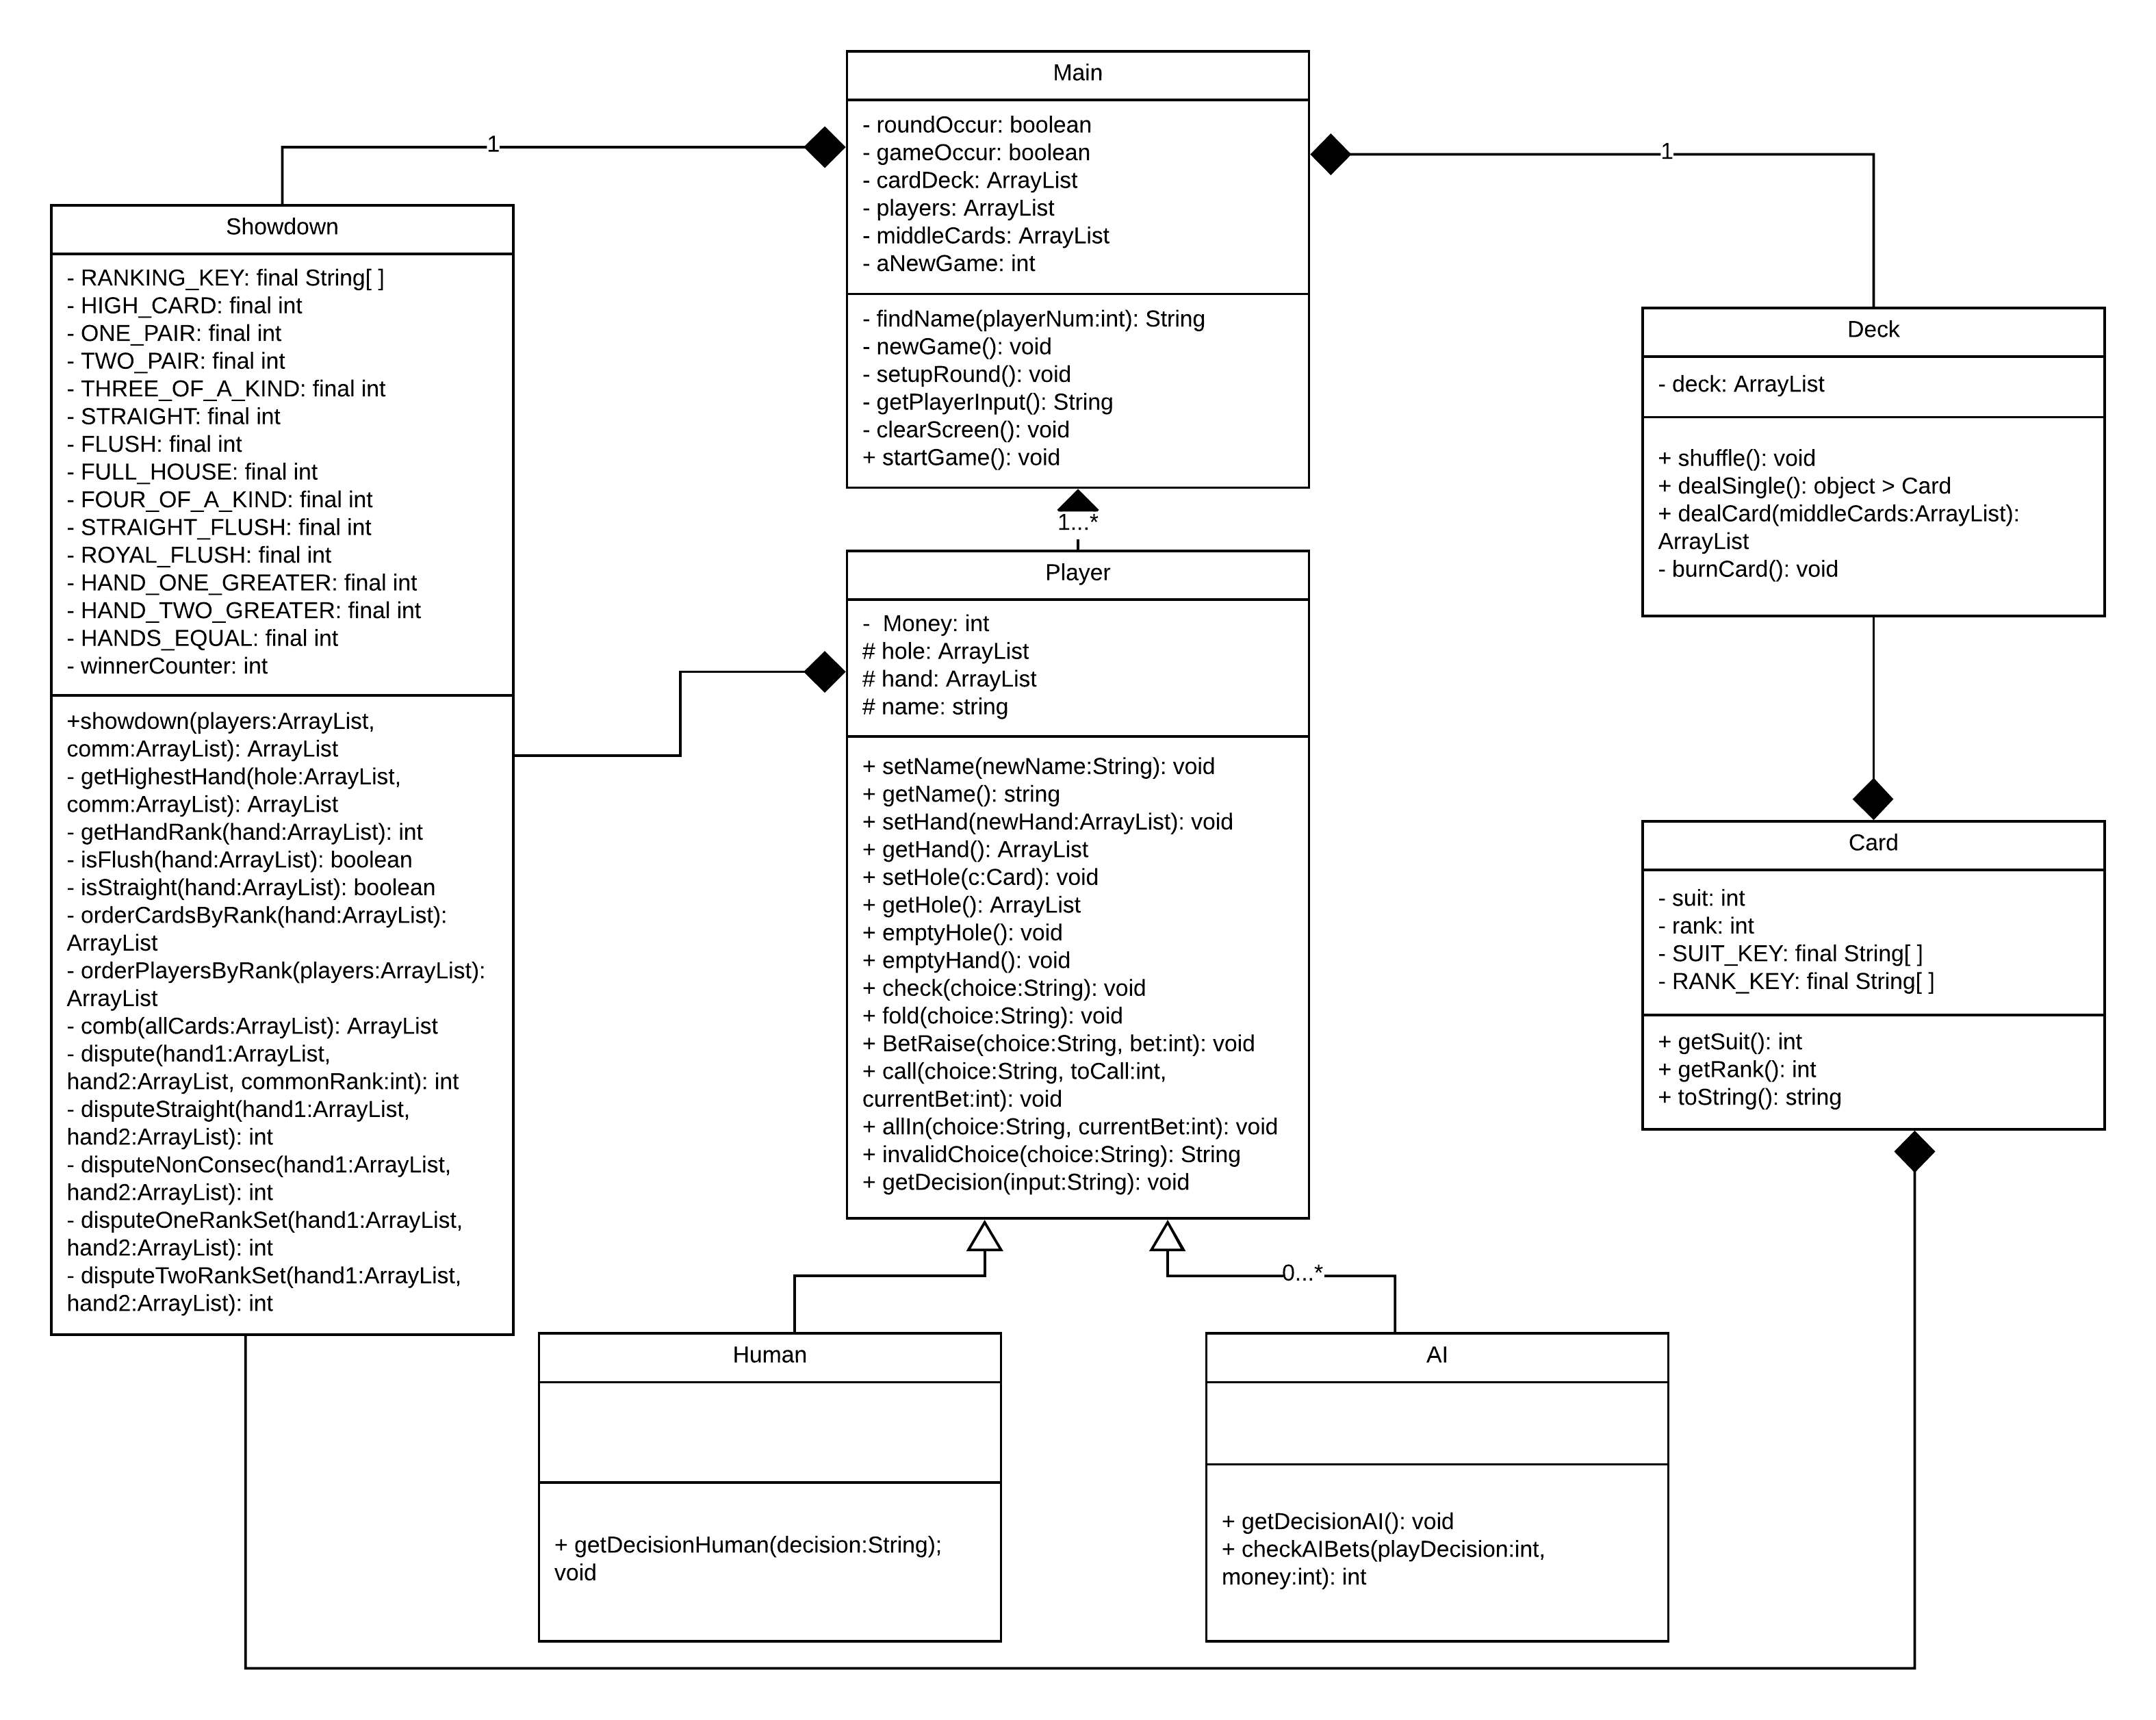 Main
- roundOccur: boolean
- gameOccur: boolean
- cardDeck: ArrayList
- players: ArrayList
- middleCards: ArrayList
- aNewGame: int
- findName(playerNum:int): String
- newGame(): void
- setupRound(): void
- getPlayerInput(): String
- clearScreen(): void
+ startGame(): void
1
1
1...*
Showdown
- RANKING_KEY: final String[ ]
- HIGH_CARD: final int
- ONE_PAIR: final int
- TWO_PAIR: final int
- THREE_OF_A_KIND: final int
- STRAIGHT: final int
- FLUSH: final int
- FULL_HOUSE: final int
- FOUR_OF_A_KIND: final int
- STRAIGHT_FLUSH: final int
- ROYAL_FLUSH: final int
- HAND_ONE_GREATER: final int
- HAND_TWO_GREATER: final int
- HANDS_EQUAL: final int
- winnerCounter: int
+showdown(players:ArrayList,
comm:ArrayList): ArrayList
- getHighestHand(hole:ArrayList,
comm:ArrayList): ArrayList
- getHandRank(hand:ArrayList): int
- isFlush(hand:ArrayList): boolean
- isStraight(hand:ArrayList): boolean
- orderCardsByRank(hand:ArrayList):
ArrayList
- orderPlayersByRank(players:ArrayList):
ArrayList
- comb(allCards:ArrayList): ArrayList
- dispute(hand1:ArrayList,
hand2:ArrayList, commonRank:int): int
- disputeStraight(hand1:ArrayList,
hand2:ArrayList): int
- disputeNonConsec(hand1:ArrayList,
hand2:ArrayList): int
- disputeOneRankSet(hand1:ArrayList,
hand2:ArrayList): int
- disputeTwoRankSet(hand1:ArrayList,
hand2:ArrayList): int
Player
-  Money: int
# hole: ArrayList
# hand: ArrayList
# name: string
+ setName(newName:String): void
+ getName(): string
+ setHand(newHand:ArrayList): void
+ getHand(): ArrayList
+ setHole(c:Card): void
+ getHole(): ArrayList
+ emptyHole(): void
+ emptyHand(): void
+ check(choice:String): void
+ fold(choice:String): void
+ BetRaise(choice:String, bet:int): void
+ call(choice:String, toCall:int,
currentBet:int): void
+ allIn(choice:String, currentBet:int): void
+ invalidChoice(choice:String): String
+ getDecision(input:String): void
Deck
- deck: ArrayList
+ shuffle(): void
+ dealSingle(): object > Card
+ dealCard(middleCards:ArrayList):
ArrayList
- burnCard(): void
Card
- suit: int
- rank: int
- SUIT_KEY: final String[ ]
- RANK_KEY: final String[ ]
+ getSuit(): int
+ getRank(): int
+ toString(): string
0...*
Human
+ getDecisionHuman(decision:String);
void
AI
+ getDecisionAI(): void
+ checkAIBets(playDecision:int,
money:int): int